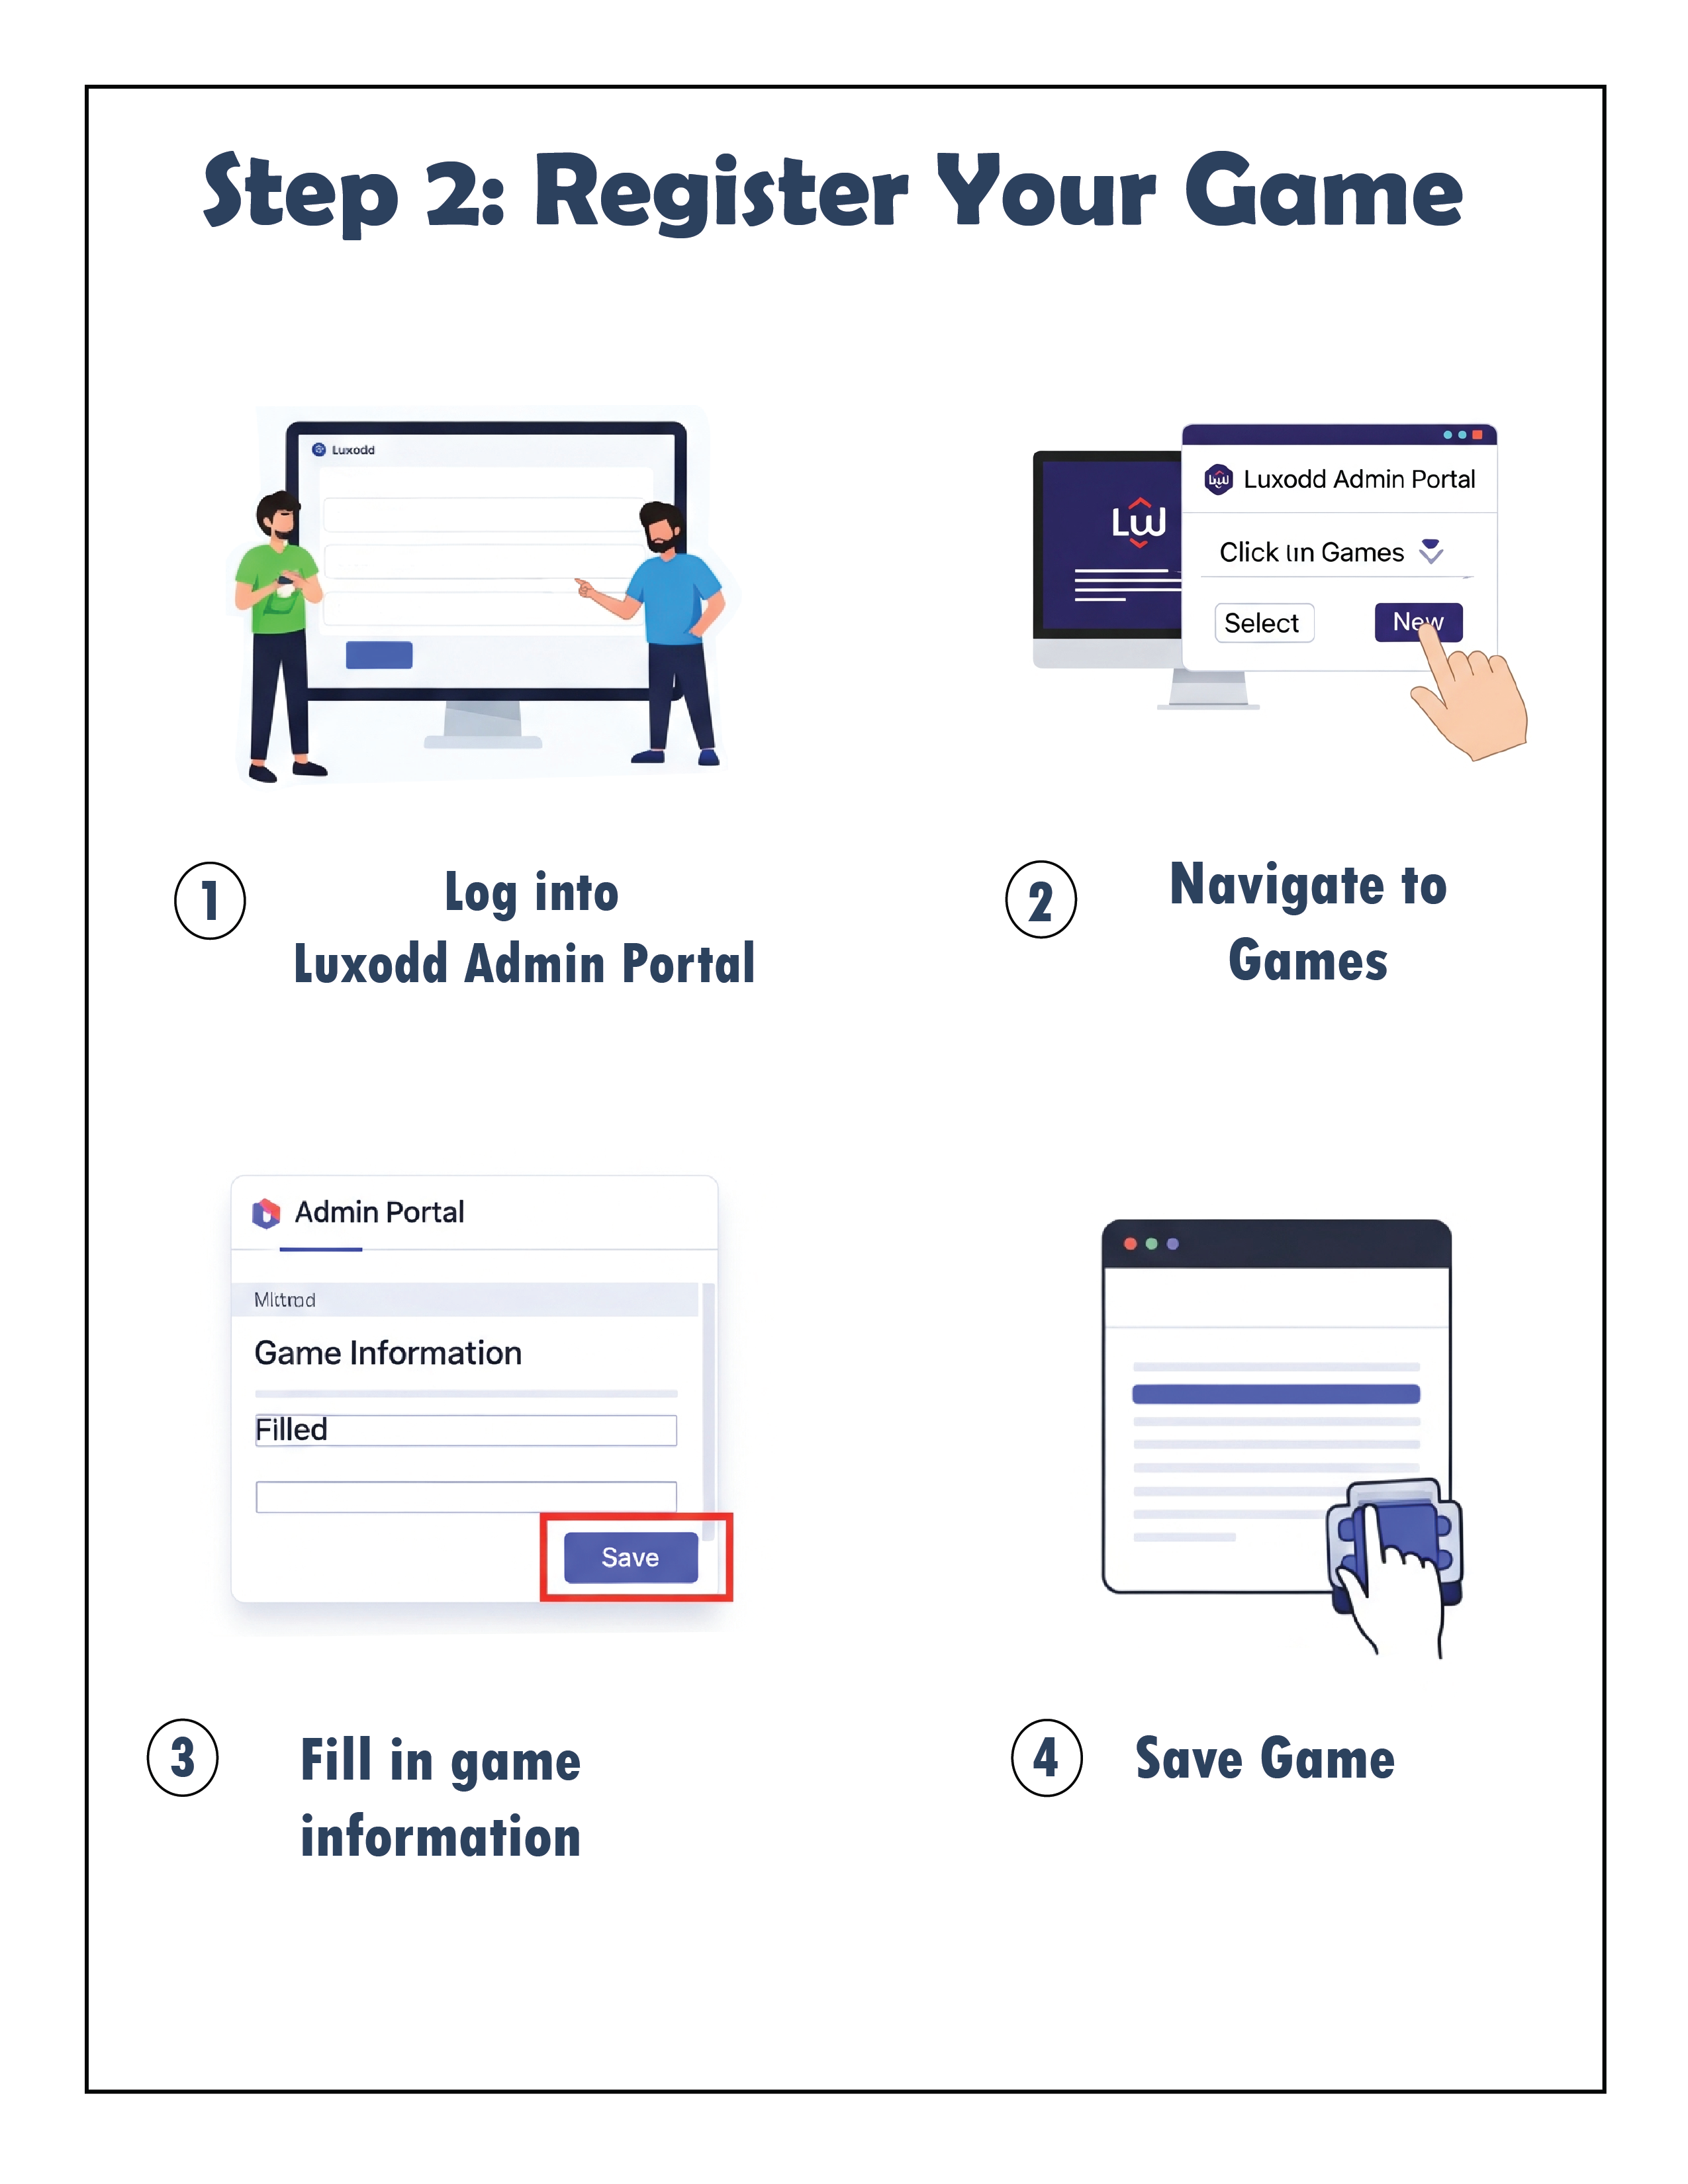 Step 2: Register Your Game
Luxodd
LW
Luxodd Admin Portal
Click in Games
Select
New
1
Log into
Luxodd Admin Portal
2
Navigate to
Games
Admin Portal
Game Information
Filled
Save
3
Fill in game
information
4
Save Game